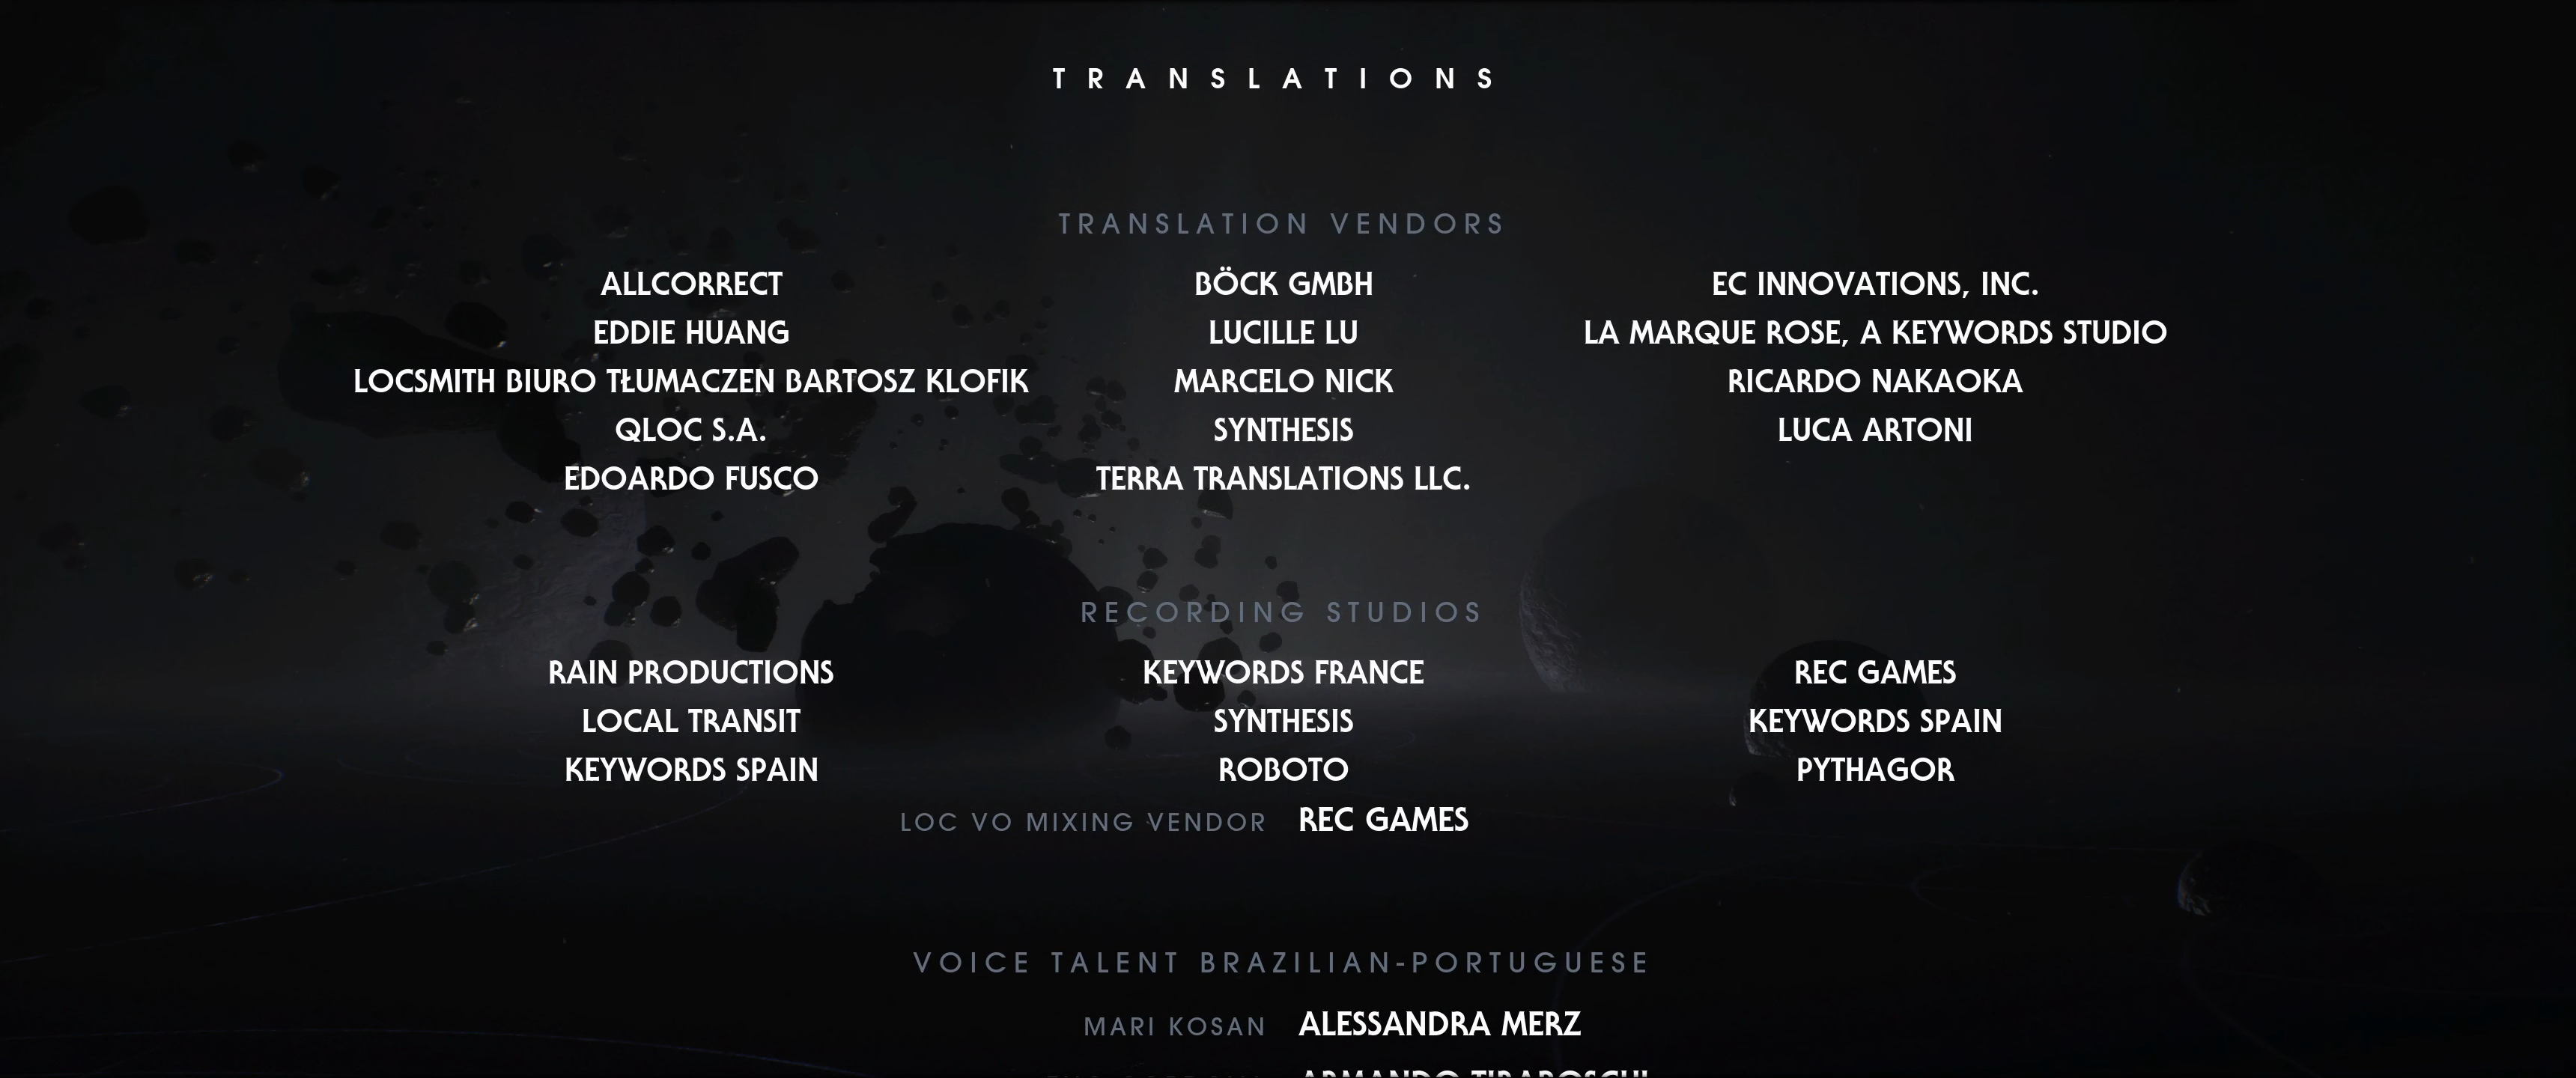 TRANSLATIONS
TRANSLATION VENDORS
ALLCORRECT BÖCK GMBH EC INNOVATIONS, INC.
EDDIE HUANG LUCILLE LU LA MARQUE ROSE, A KEYWORDS STUDIO
LOCSMITH BIURO TŁUMACZEN BARTOSZ KLOFIK MARCELO NICK RICARDO NAKAOKA
QLOC S.A. SYNTHESIS LUCA ARTONI
EDOARDO FUSCO TERRA TRANSLATIONS LLC.
RECORDING STUDIOS
RAIN PRODUCTIONS KEYWORDS FRANCE REC GAMES
LOCAL TRANSIT SYNTHESIS KEYWORDS SPAIN
KEYWORDS SPAIN ROBOTO PYTHAGOR
LOC VO MIXING VENDOR REC GAMES
VOICE TALENT BRAZILIAN-PORTUGUESE
MARI KOSAN ALESSANDRA MERZ
ARMANDO TIRABOSCHI